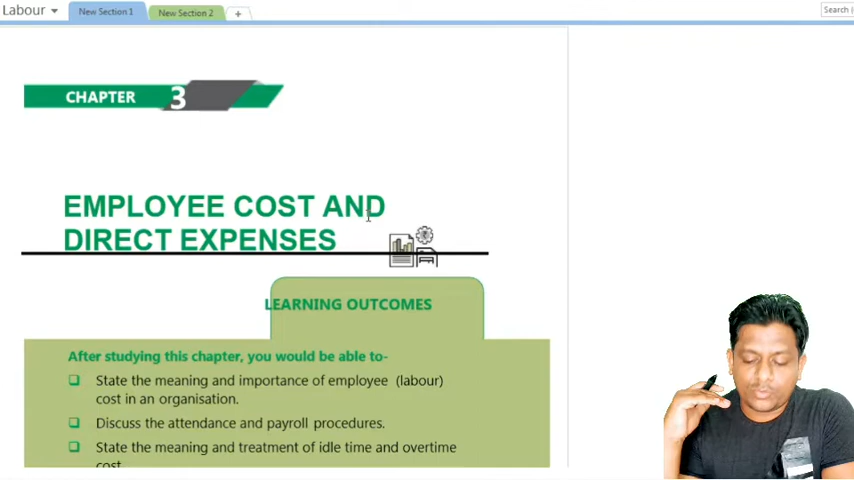 Labour
New Section 1
New Section 2
+
Search
CHAPTER 3
EMPLOYEE COST AND
DIRECT EXPENSES
LEARNING OUTCOMES
After studying this chapter, you would be able to-
State the meaning and importance of employee (labour)
cost in an organisation.
Discuss the attendance and payroll procedures.
State the meaning and treatment of idle time and overtime
cost.